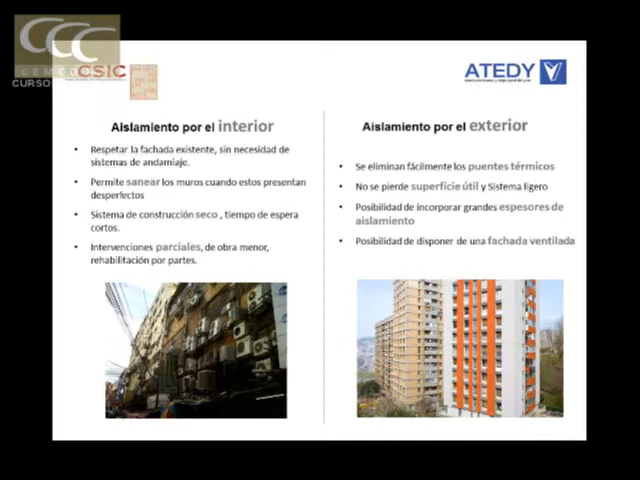 CCC
CEMCO
CURSO
CSIC
ATEDY
Aislamiento por el interior
• Respetar la fachada existente, sin necesidad de
sistemas de andamiaje.
• Permite sanear los muros cuando estos presentan
desperfectos
• Sistema de construcción seco , tiempo de espera
cortos.
• Intervenciones parciales, de obra menor,
rehabilitación por partes.
Aislamiento por el exterior
• Se eliminan fácilmente los puentes térmicos
• No se pierde superficie útil y Sistema ligero
• Posibilidad de incorporar grandes espesores de
aislamiento
• Posibilidad de disponer de una fachada ventilada